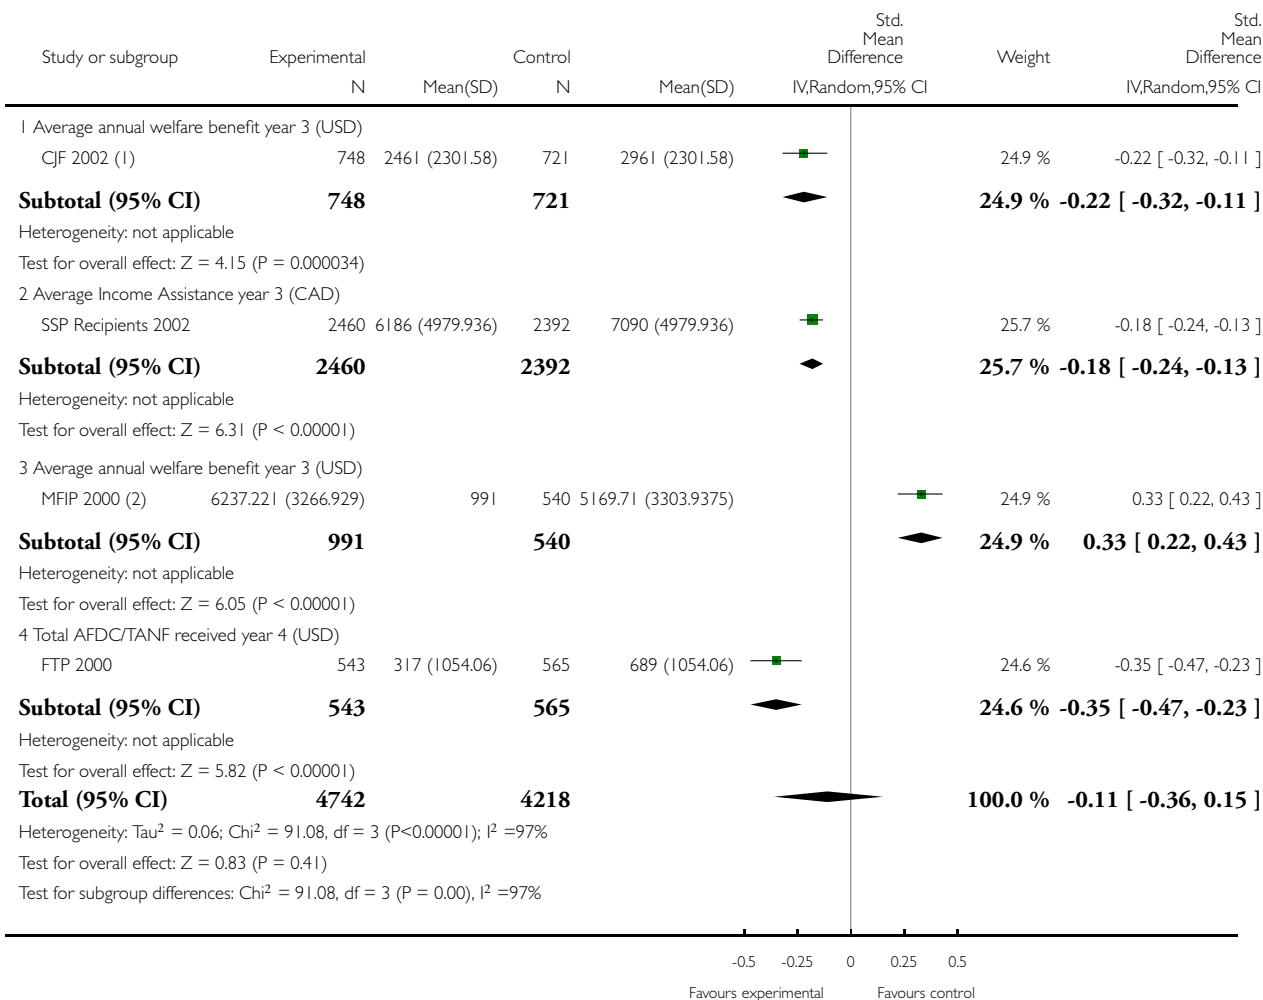 Std.
Mean
Difference
Std.
Mean
Difference
Study or subgroup Experimental Control Weight
N Mean(SD) N Mean(SD) IV,Random,95% CI IV,Random,95% CI
1 Average annual welfare benefit year 3 (USD)
CJF 2002 (1) 748 2461 (2301.58) 721 2961 (2301.58) 24.9 % -0.22 [ -0.32, -0.11 ]
Subtotal (95% CI) 748 721 24.9 % -0.22 [ -0.32, -0.11 ]
Heterogeneity: not applicable
Test for overall effect: Z = 4.15 (P = 0.000034)
2 Average Income Assistance year 3 (CAD)
SSP Recipients 2002 2460 6186 (4979.936) 2392 7090 (4979.936) 25.7 % -0.18 [ -0.24, -0.13 ]
Subtotal (95% CI) 2460 2392 25.7 % -0.18 [ -0.24, -0.13 ]
Heterogeneity: not applicable
Test for overall effect: Z = 6.31 (P < 0.00001)
3 Average annual welfare benefit year 3 (USD)
MFIP 2000 (2) 6237.221 (3266.929) 991 540 5169.71 (3303.9375) 24.9 % 0.33 [ 0.22, 0.43 ]
Subtotal (95% CI) 991 540 24.9 % 0.33 [ 0.22, 0.43 ]
Heterogeneity: not applicable
Test for overall effect: Z = 6.05 (P < 0.00001)
4 Total AFDC/TANF received year 4 (USD)
FTP 2000 543 317 (1054.06) 565 689 (1054.06) 24.6 % -0.35 [ -0.47, -0.23 ]
Subtotal (95% CI) 543 565 24.6 % -0.35 [ -0.47, -0.23 ]
Heterogeneity: not applicable
Test for overall effect: Z = 5.82 (P < 0.00001)
Total (95% CI) 4742 4218 100.0 % -0.11 [ -0.36, 0.15 ]
Heterogeneity: Tau² = 0.06; Chi² = 91.08, df = 3 (P<0.00001); I² =97%
Test for overall effect: Z = 0.83 (P = 0.41)
Test for subgroup differences: Chi² = 91.08, df = 3 (P = 0.00), I² =97%
-0.5 -0.25 0 0.25 0.5
Favours experimental Favours control